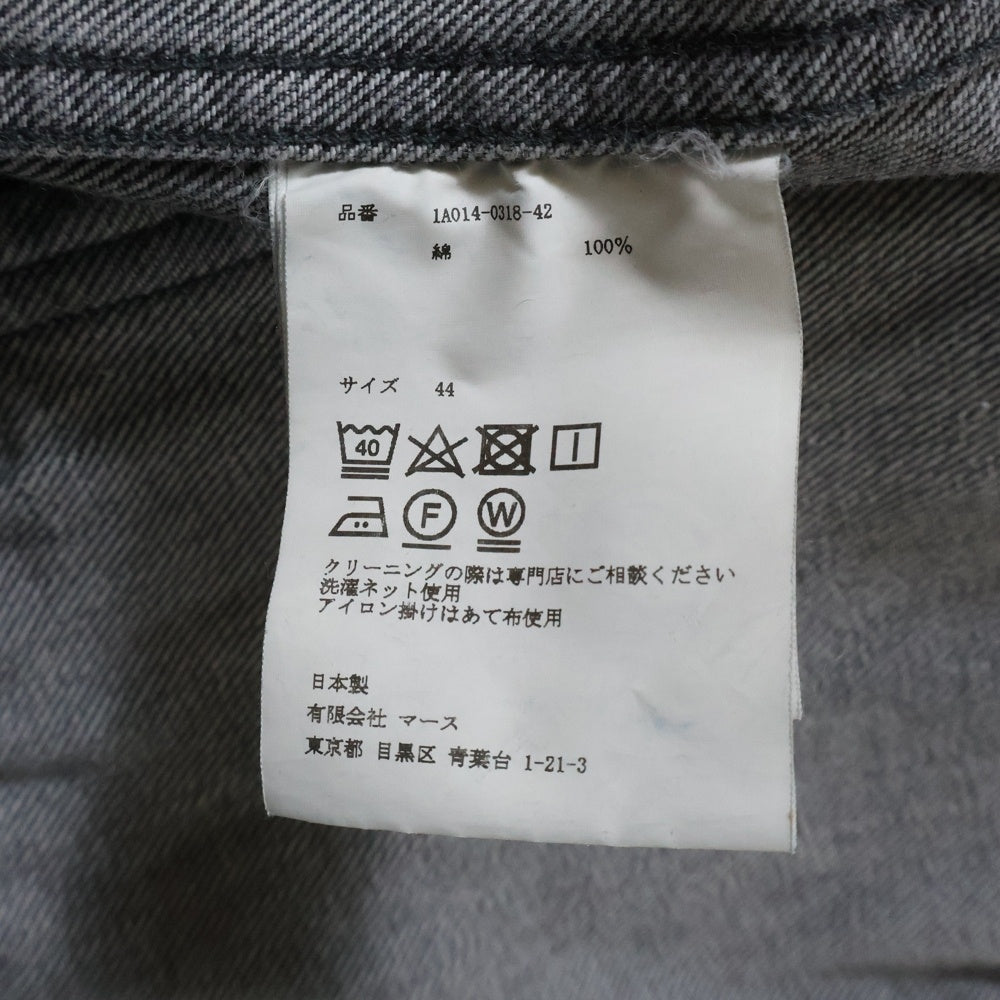 品番 1A014-0318-42
綿 100%
サイズ 44
40
F W
クリーニングの際は専門店にご相談ください
洗濯ネット使用
アイロン掛けはあて布使用
日本製
有限会社 マース
東京都 目黒区 青葉台 1-21-3